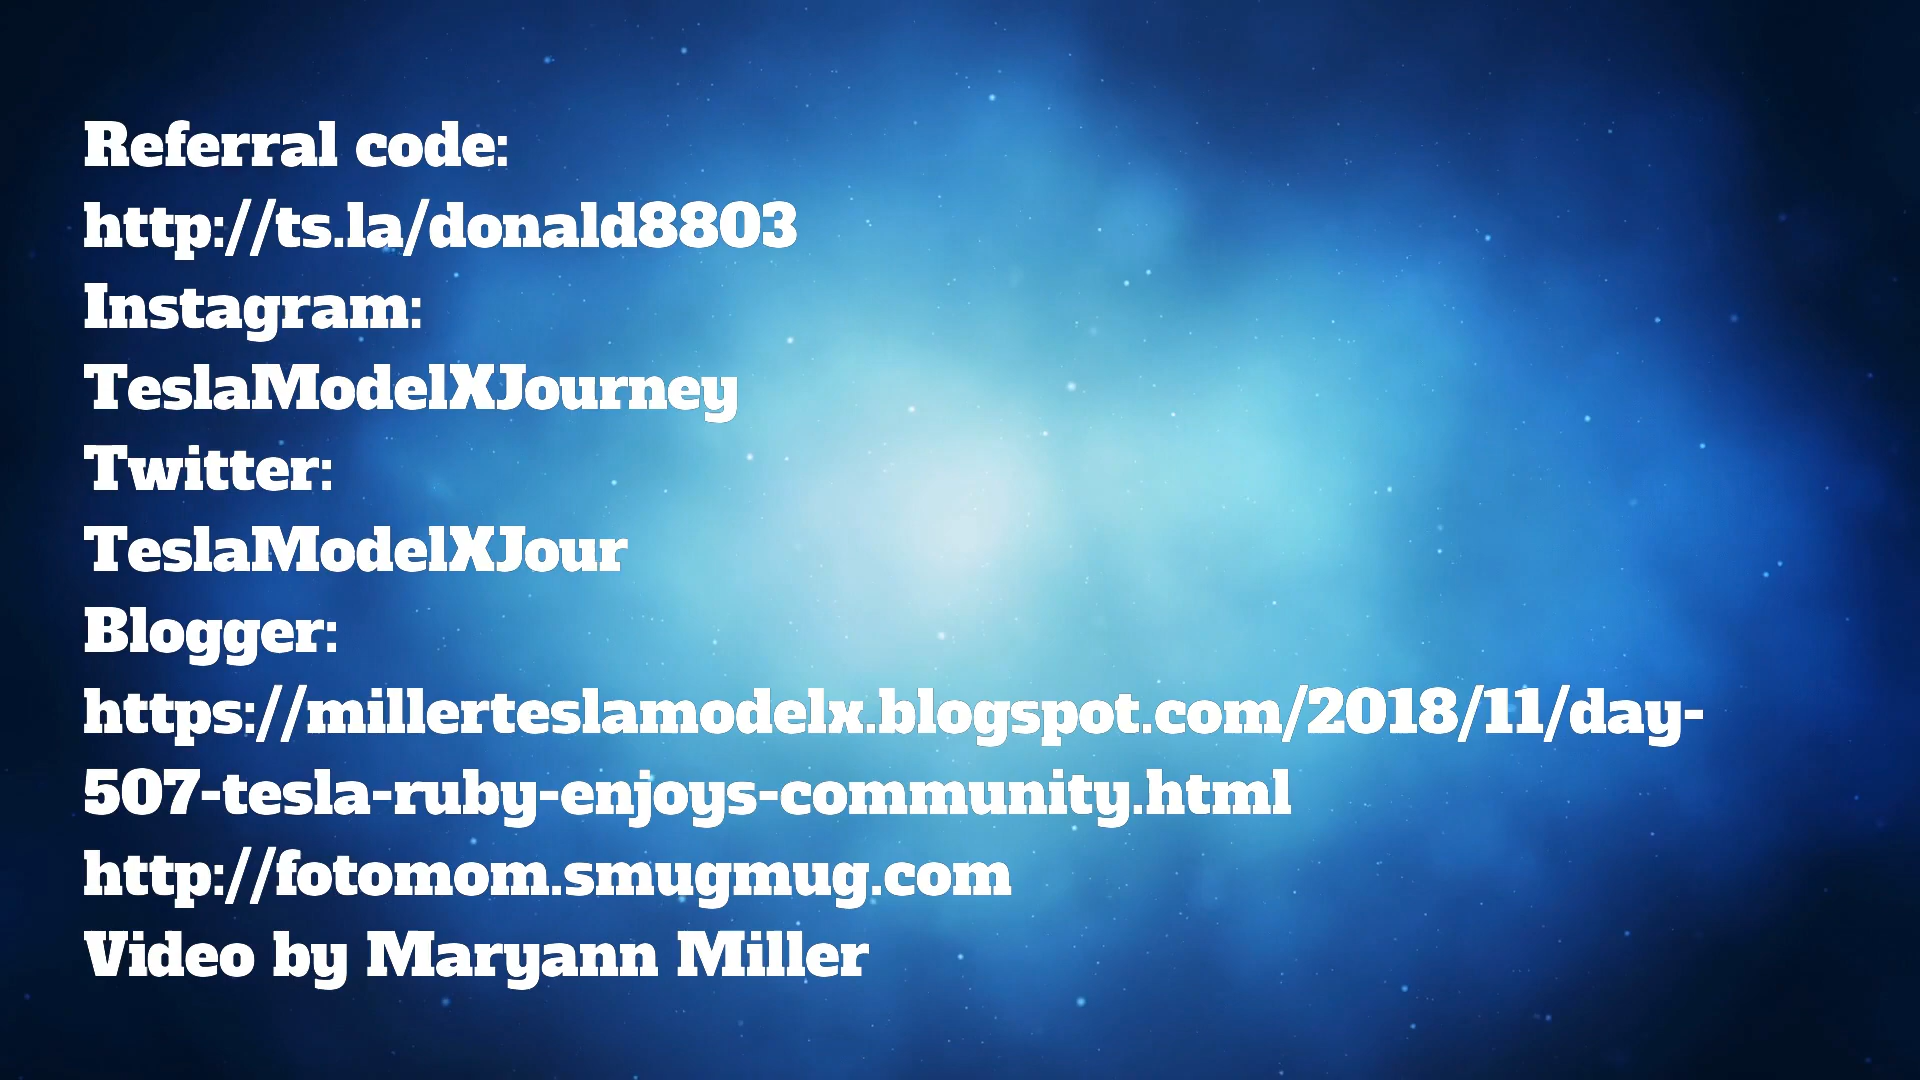 Referral code:
http://ts.la/donald8803
Instagram:
TeslaModelXJourney
Twitter:
TeslaModelXJour
Blogger:
https://millerteslamodelx.blogspot.com/2018/11/day-
507-tesla-ruby-enjoys-community.html
http://fotomom.smugmug.com
Video by Maryann Miller